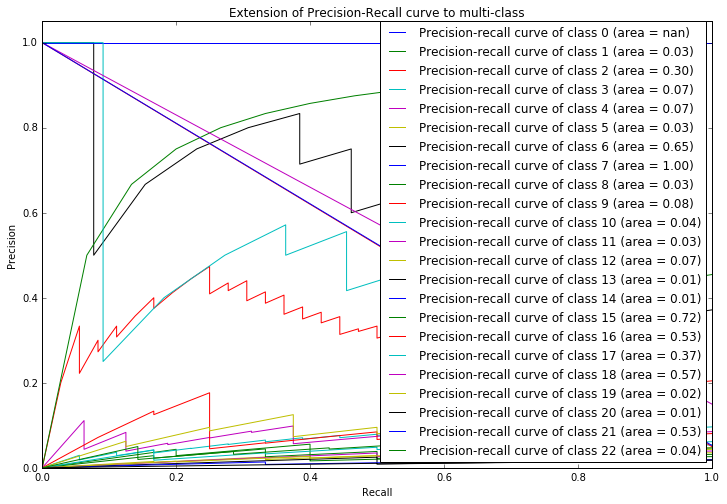 Extension of Precision-Recall curve to multi-class
Precision-recall curve of class 0 (area = nan)
Precision-recall curve of class 1 (area = 0.03)
Precision-recall curve of class 2 (area = 0.30)
Precision-recall curve of class 3 (area = 0.07)
Precision-recall curve of class 4 (area = 0.07)
Precision-recall curve of class 5 (area = 0.03)
Precision-recall curve of class 6 (area = 0.65)
Precision-recall curve of class 7 (area = 1.00)
Precision-recall curve of class 8 (area = 0.03)
Precision-recall curve of class 9 (area = 0.08)
Precision-recall curve of class 10 (area = 0.04)
Precision-recall curve of class 11 (area = 0.03)
Precision-recall curve of class 12 (area = 0.07)
Precision-recall curve of class 13 (area = 0.01)
Precision-recall curve of class 14 (area = 0.01)
Precision-recall curve of class 15 (area = 0.72)
Precision-recall curve of class 16 (area = 0.53)
Precision-recall curve of class 17 (area = 0.37)
Precision-recall curve of class 18 (area = 0.57)
Precision-recall curve of class 19 (area = 0.02)
Precision-recall curve of class 20 (area = 0.01)
Precision-recall curve of class 21 (area = 0.53)
Precision-recall curve of class 22 (area = 0.04)
Precision
1.0
0.8
0.6
0.4
0.2
0.0
0.0 0.2 0.4 0.6 0.8 1.0
Recall